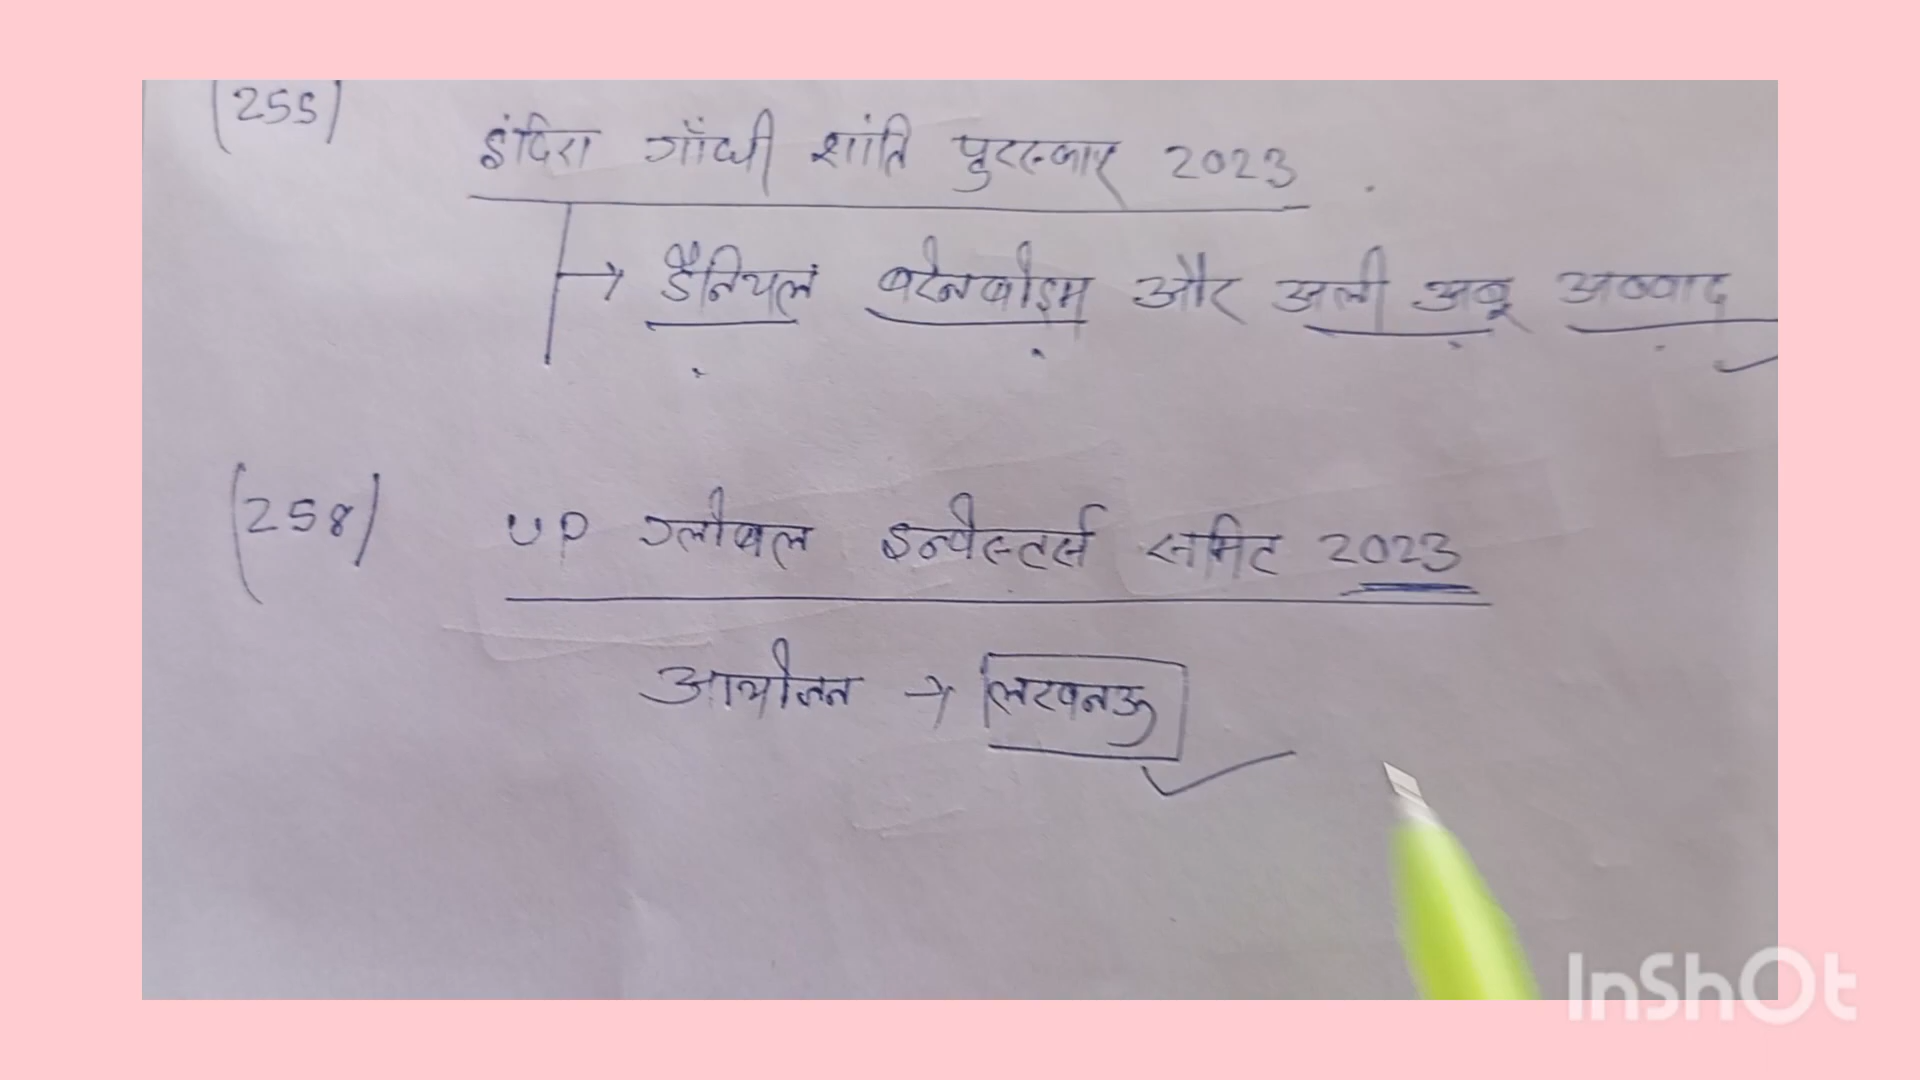 (255)
इंदिरा गाँधी शांति पुरस्कार 2023
→ डैनियल बरेनबोइम और अली अबू अव्वाद
(258) UP ग्लोबल इन्वेस्टर्स समिट 2023
आयोजन → लखनऊ
InShOt